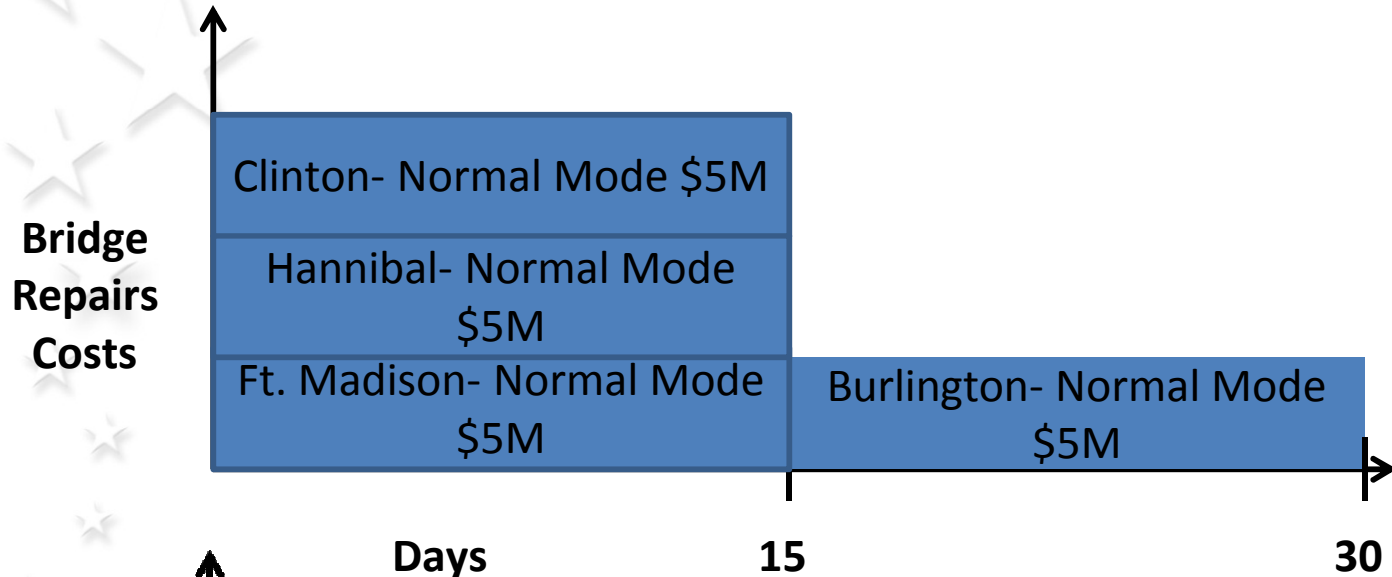 Clinton- Normal Mode $5M
Bridge
Repairs
Costs
Hannibal- Normal Mode
$5M
Ft. Madison- Normal Mode
$5M
Burlington- Normal Mode
$5M
Days
15
30